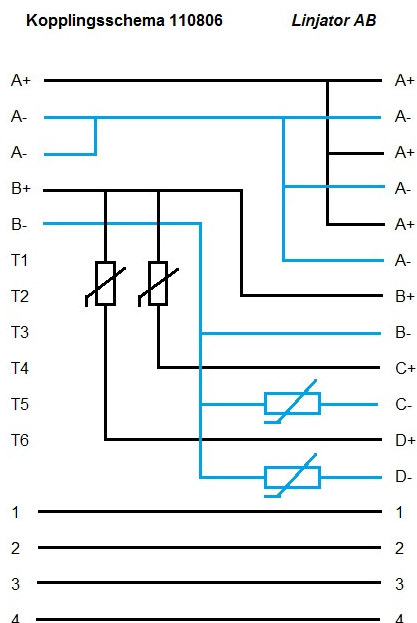 Kopplingsschema 110806 Linjator AB
A+ A+
A- A-
A- A+
B+ A-
B- A+
T1 A-
T2 B+
T3 B-
T4 C+
T5 C-
T6 D+
D-
1 1
2 2
3 3
4 4